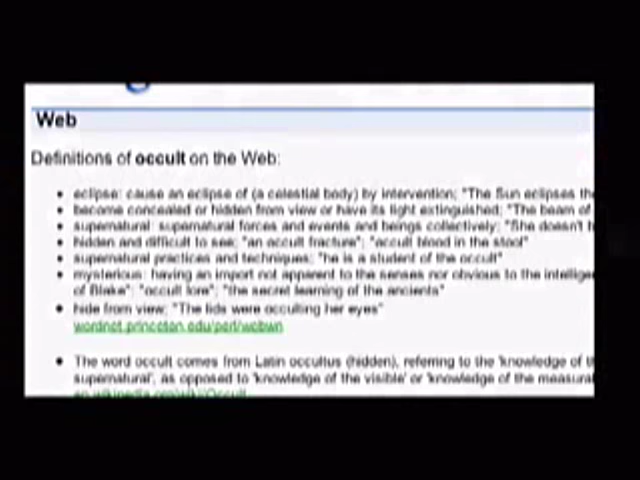 Web
Definitions of occult on the Web:
• eclipse: cause an eclipse of (a celestial body) by intervention; "The Sun eclipses the
• become concealed or hidden from view or have its light extinguished; "The beam of
• supernatural: supernatural forces and events and beings collectively; "She doesn't
• hidden and difficult to see; "an occult fracture"; "occult blood in the stool"
• supernatural practices and techniques; "he is a student of the occult"
• mysterious: having an import not apparent to the senses nor obvious to the intellige
of Blake"; "occult lore"; "the secret learning of the ancients"
• hide from view; "The lids were occulting her eyes"
wordnet.princeton.edu/perl/webwn
• The word occult comes from Latin occultus (hidden), referring to the 'knowledge of
supernatural', as opposed to 'knowledge of the visible' or 'knowledge of the measura
en.wikipedia.org/wiki/Occult